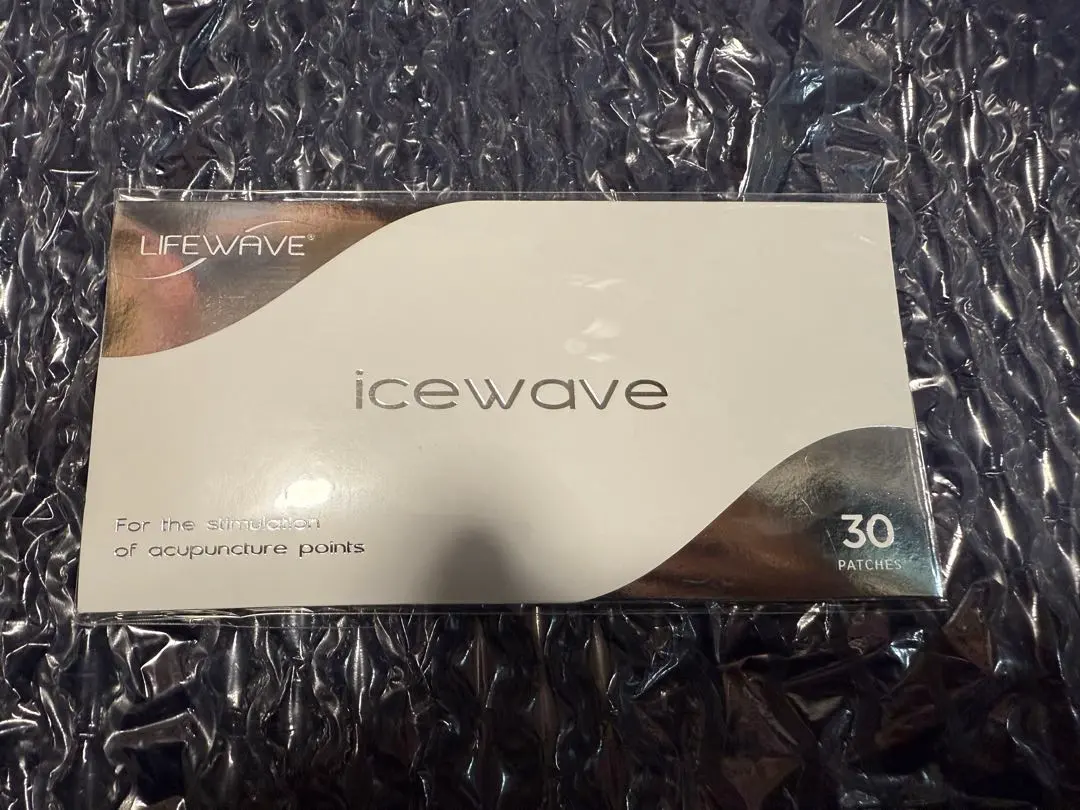 LIFEWAVE®
icewave
For the stimulation
of acupuncture points
30
PATCHES